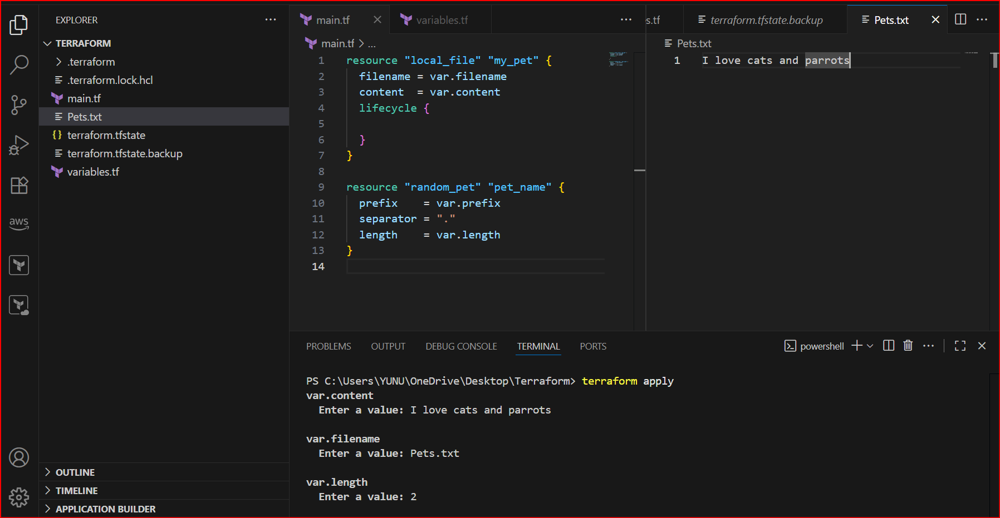 EXPLORER
TERRAFORM
.terraform
.terraform.lock.hcl
main.tf
Pets.txt
terraform.tfstate
terraform.tfstate.backup
variables.tf
aws
OUTLINE
TIMELINE
APPLICATION BUILDER
main.tf
variables.tf
main.tf > ...
1 resource "local_file" "my_pet" {
2 filename = var.filename
3 content = var.content
4 lifecycle {
5
6 }
7 }
8
9 resource "random_pet" "pet_name" {
10 prefix = var.prefix
11 separator = "."
12 length = var.length
13 }
14
s.tf
terraform.tfstate.backup
Pets.txt
Pets.txt
1 I love cats and parrots
PROBLEMS OUTPUT DEBUG CONSOLE TERMINAL PORTS
powershell
PS C:\Users\YUNU\OneDrive\Desktop\Terraform> terraform apply
var.content
Enter a value: I love cats and parrots
var.filename
Enter a value: Pets.txt
var.length
Enter a value: 2